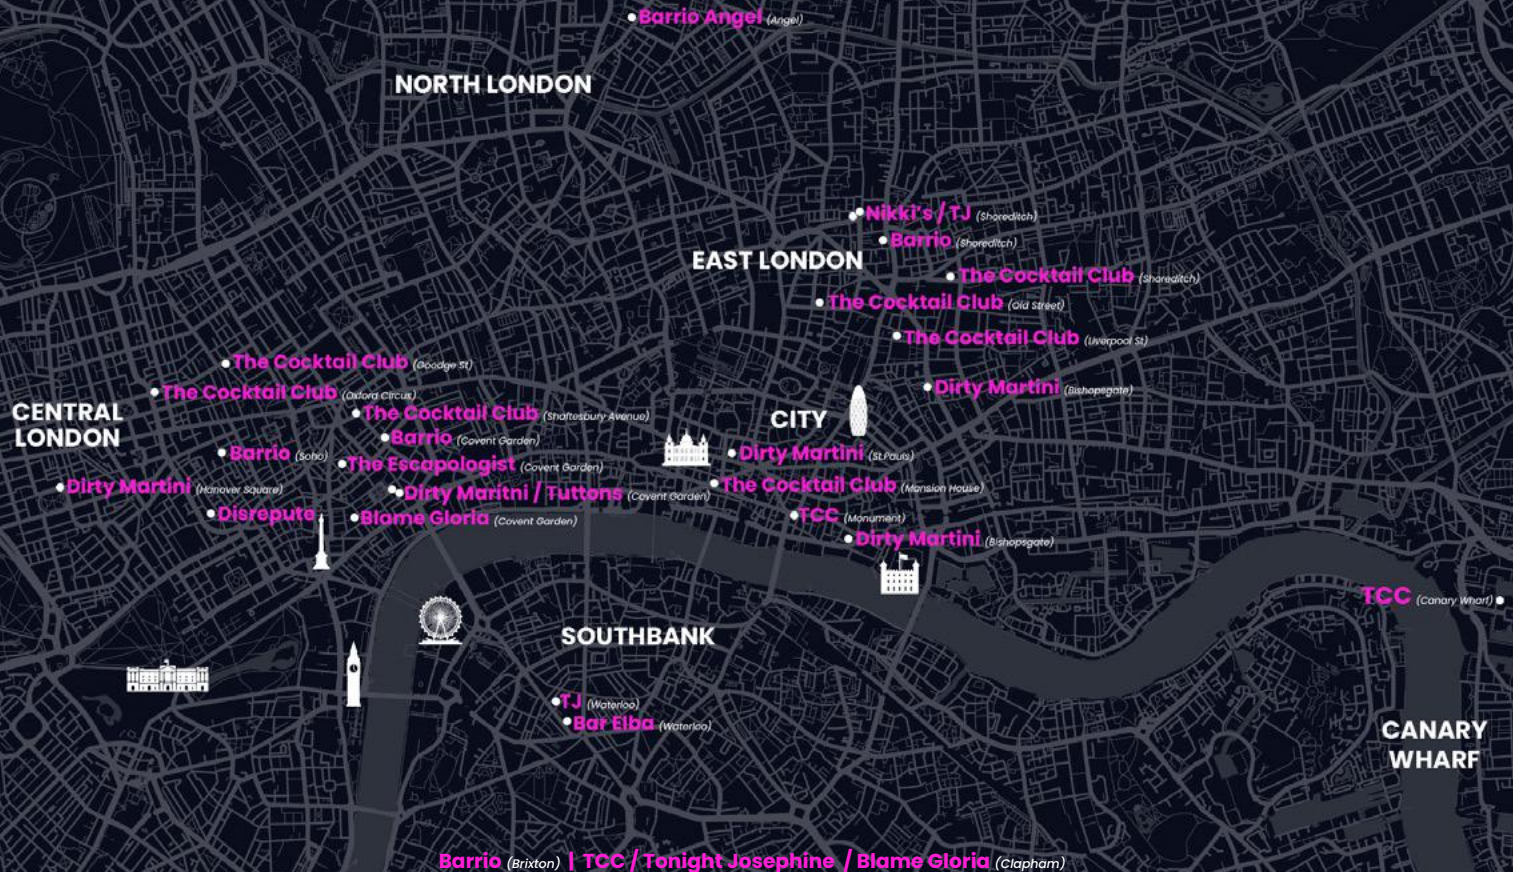 Barrio Angel (Angel)
NORTH LONDON
Nikki's / TJ (Shoreditch)
Barrio (Shoreditch)
EAST LONDON
The Cocktail Club (Shoreditch)
The Cocktail Club (Old Street)
The Cocktail Club (Liverpool St)
The Cocktail Club (Goodge St)
Dirty Martini (Bishopsgate)
The Cocktail Club (Oxford Circus)
CENTRAL
LONDON
The Cocktail Club (Shaftesbury Avenue)
CITY
Barrio (Covent Garden)
Barrio (Soho)
Dirty Martini (St.Pauls)
The Escapologist (Covent Garden)
The Cocktail Club (Mansion House)
Dirty Martini (Hanover Square)
Dirty Maritni / Tuttons (Covent Garden)
Disrepute
TCC (Monument)
Blame Gloria (Covent Garden)
Dirty Martini (Bishopsgate)
TCC (Canary Wharf)
SOUTHBANK
TJ (Waterloo)
Bar Elba (Waterloo)
CANARY
WHARF
Barrio (Brixton) | TCC / Tonight Josephine / Blame Gloria (Clapham)